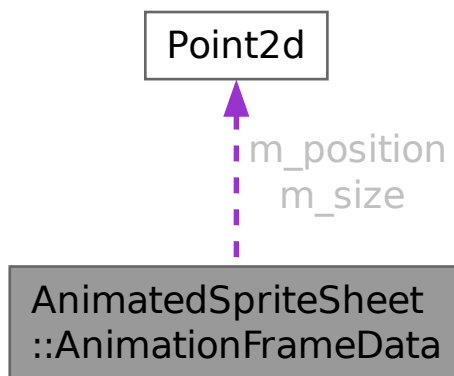 Point2d
m_position
m_size
AnimatedSpriteSheet
::AnimationFrameData